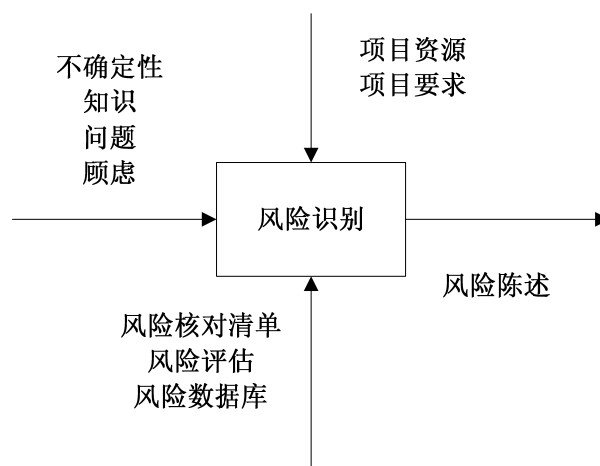 不确定性
知识
问题
顾虑
项目资源
项目要求
风险识别
风险陈述
风险核对清单
风险评估
风险数据库